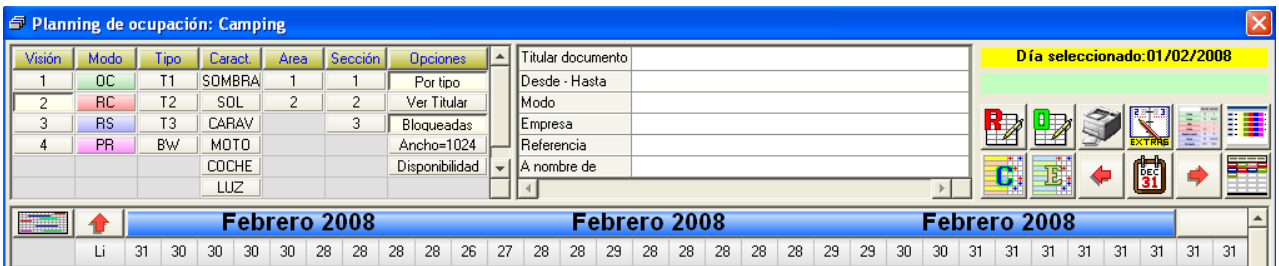 Planning de ocupación: Camping
Visión Modo Tipo Caract. Area Sección Opciones
1 OC T1 SOMBRA 1 1 Por tipo
2 RC T2 SOL 2 2 Ver Titular
3 RS T3 CARAV 3 Bloqueadas
4 PR BW MOTO Ancho=1024
COCHE Disponibilidad
LUZ
Titular documento
Desde - Hasta
Modo
Empresa
Referencia
A nombre de
Día seleccionado:01/02/2008
R O EXTRAS
C E DEC 31
Febrero 2008 Febrero 2008 Febrero 2008
Li 31 30 30 30 30 28 28 28 28 26 27 28 28 29 28 28 28 28 28 29 29 30 30 31 31 31 31 31 31 31 31